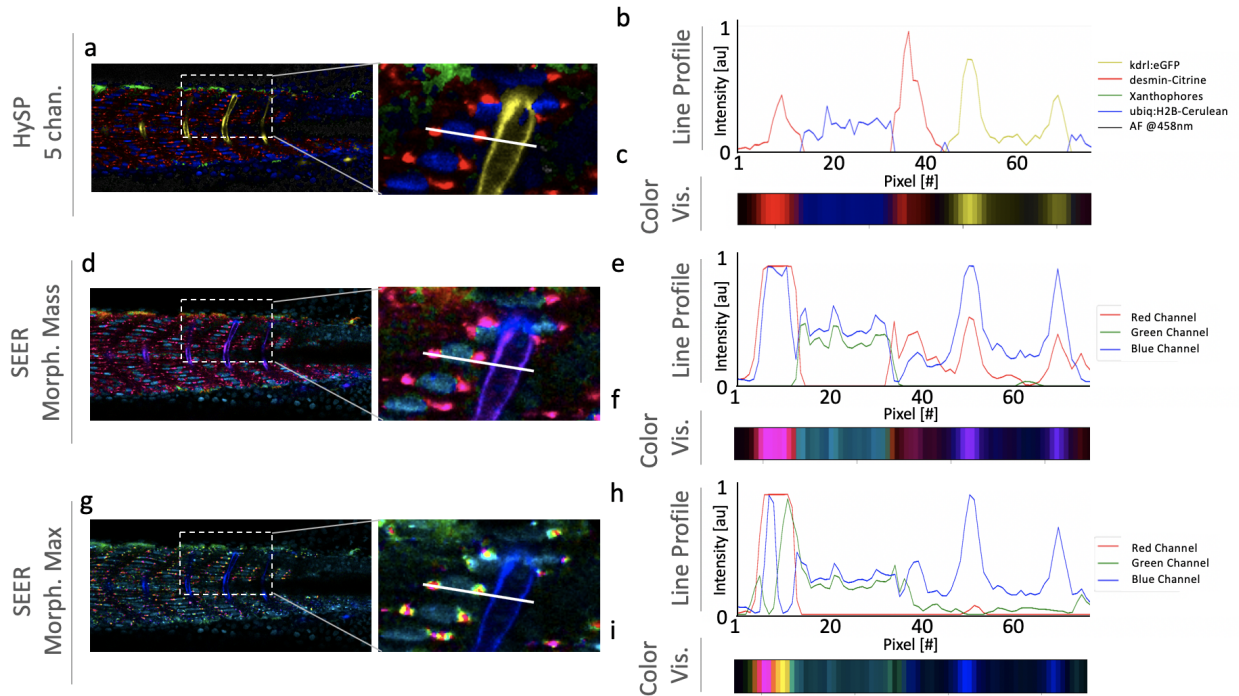 HySP
5 chan.
a
b
Line Profile
Intensity [au]
1
0
1
20
40
60
Pixel [#]
kdrl:eGFP
desmin-Citrine
Xanthophores
ubiq:H2B-Cerulean
AF @458nm
c
Color
Vis.
SEER
Morph. Mass
d
e
Line Profile
Intensity [au]
1
0
1
20
40
60
Pixel [#]
Red Channel
Green Channel
Blue Channel
f
Color
Vis.
SEER
Morph. Max
g
h
Line Profile
Intensity [au]
1
0
1
20
40
60
Pixel [#]
Red Channel
Green Channel
Blue Channel
i
Color
Vis.